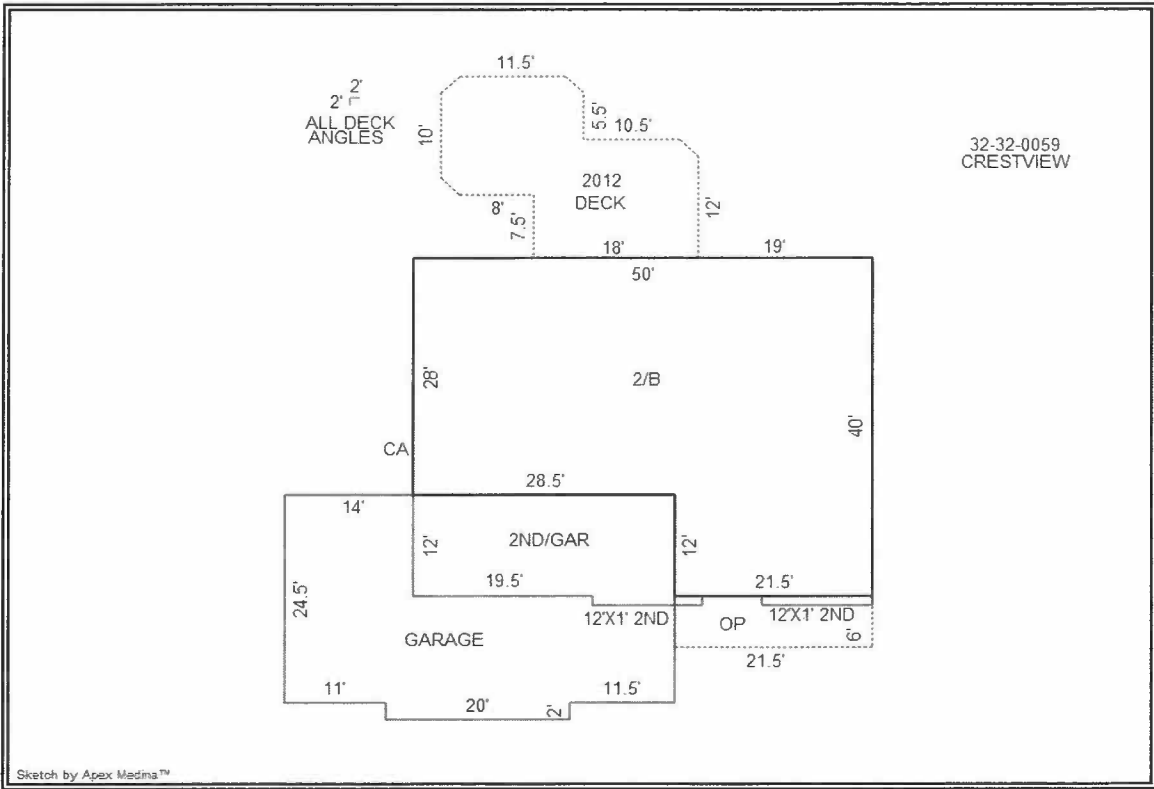 11.5'
2'
2'
ALL DECK
ANGLES
10'
5.5'
10.5'
32-32-0059
CRESTVIEW
2012
DECK
8'
7.5'
12'
18'
19'
50'
28'
2/B
40'
CA
28.5'
14'
12'
2ND/GAR
12'
24.5'
19.5'
21.5'
12'X1' 2ND
OP
12'X1' 2ND
6'
GARAGE
21.5'
11'
20'
2'
11.5'
Sketch by Apex Medina™